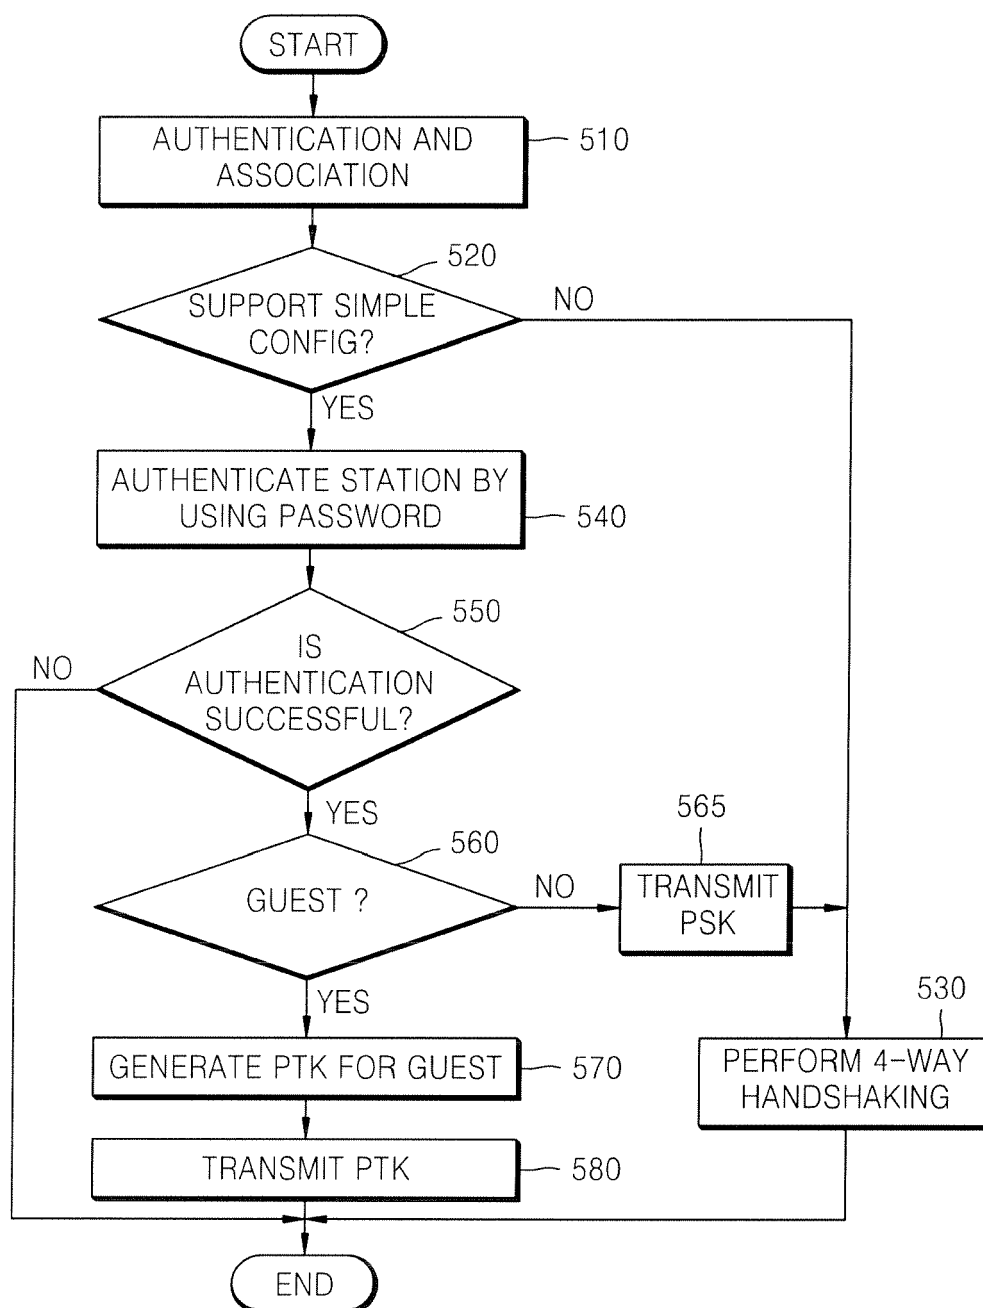 START
AUTHENTICATION AND
ASSOCIATION
510
520
SUPPORT SIMPLE
CONFIG?
NO
YES
AUTHENTICATE STATION BY
USING PASSWORD
540
550
IS
AUTHENTICATION
SUCCESSFUL?
NO
YES
560
GUEST ?
NO
565
TRANSMIT
PSK
YES
530
PERFORM 4-WAY
HANDSHAKING
GENERATE PTK FOR GUEST
570
TRANSMIT PTK
580
END